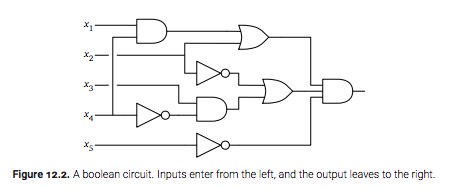 x1
x2
x3
x4
x5
Figure 12.2. A boolean circuit. Inputs enter from the left, and the output leaves to the right.